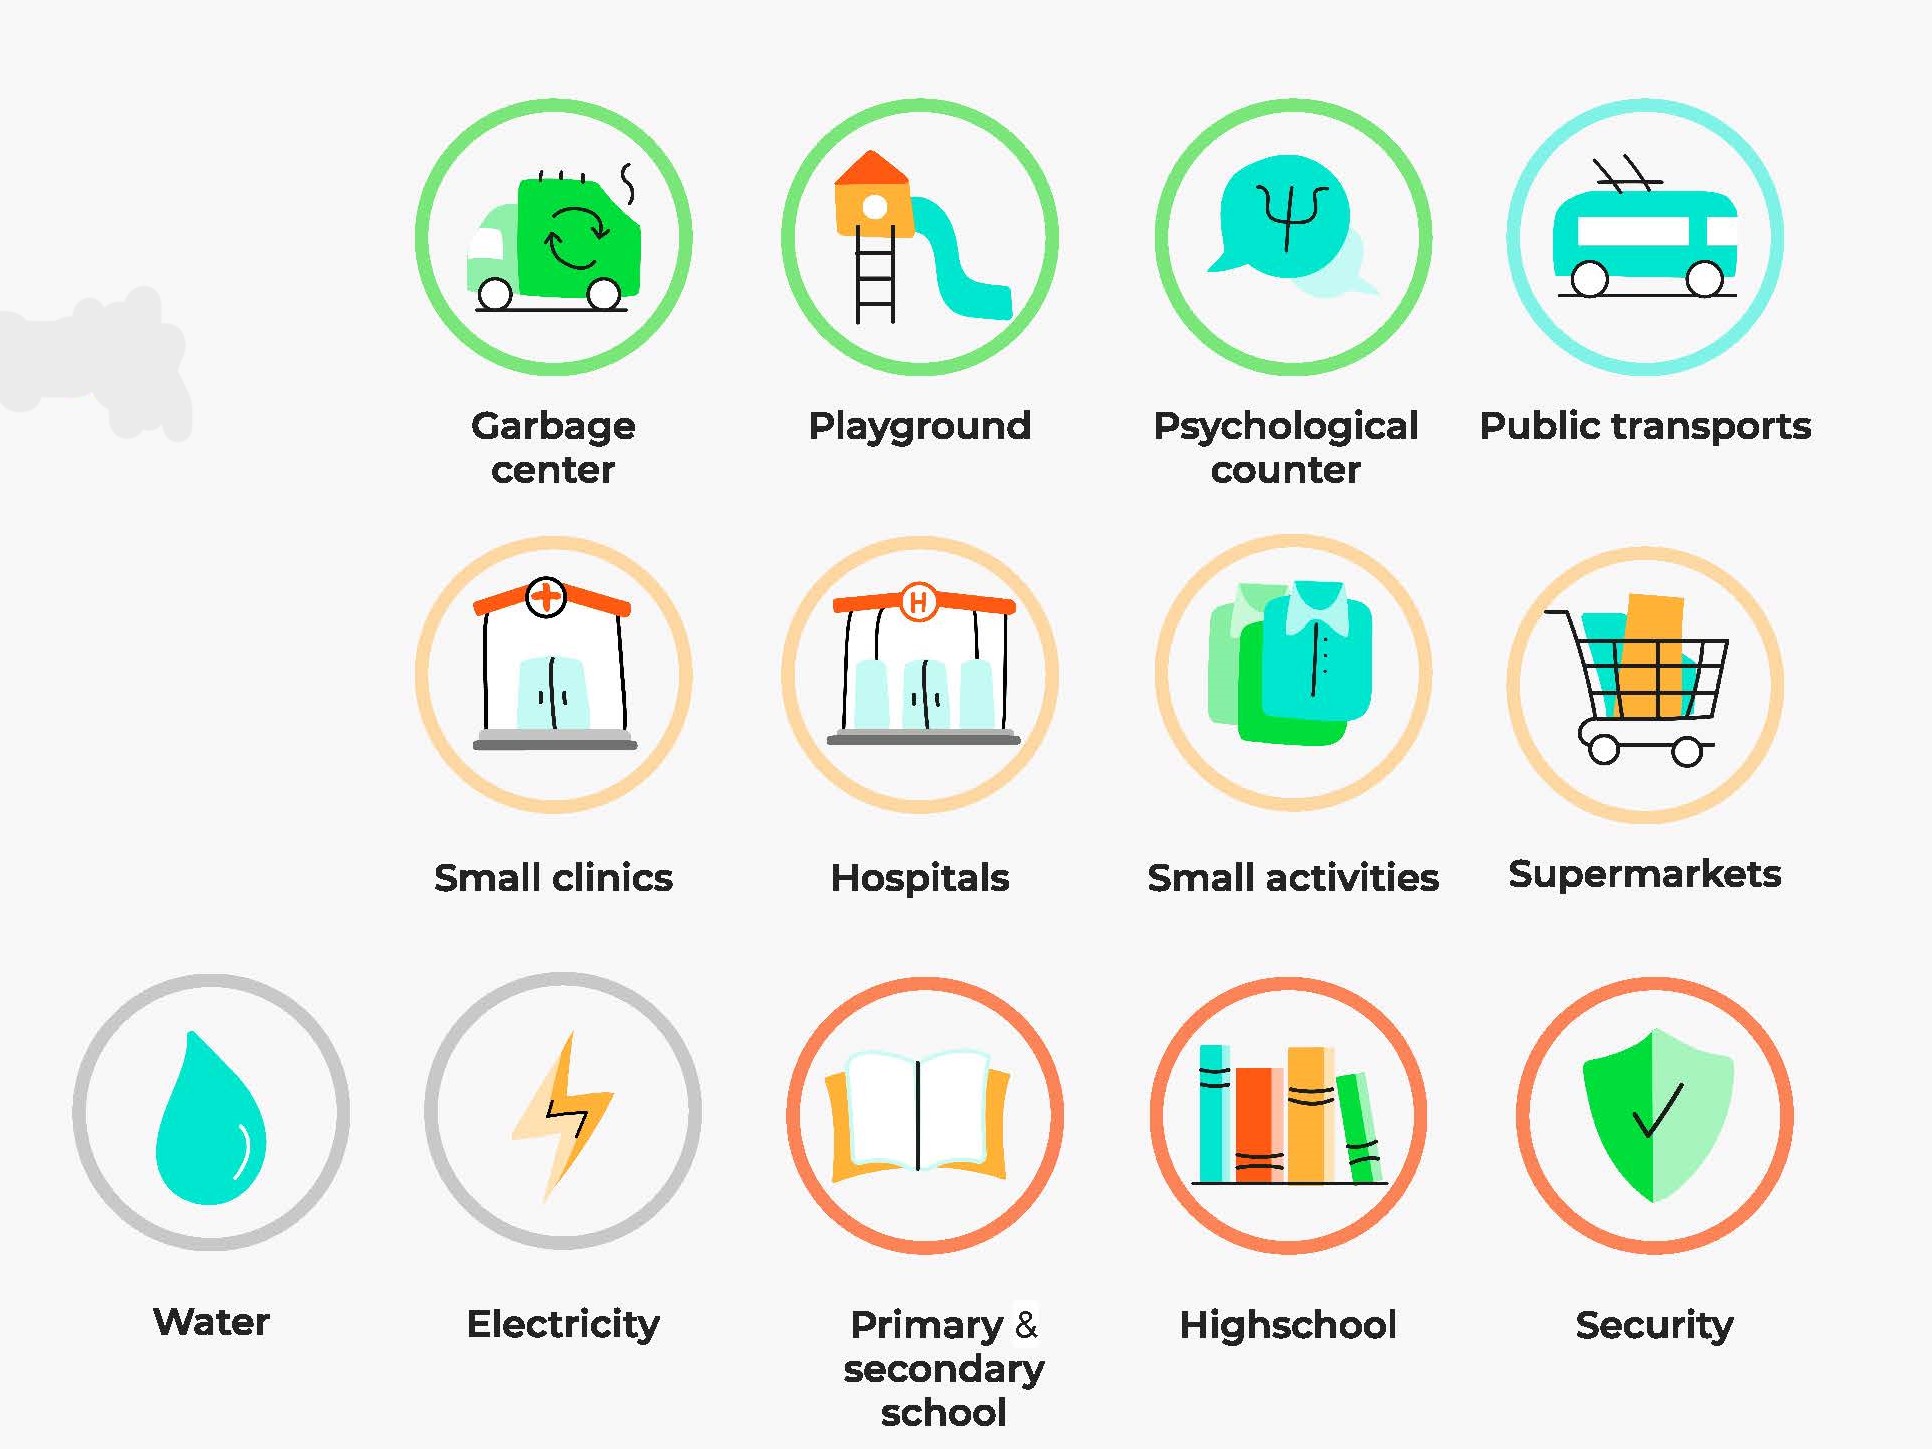 Garbage
center
Playground
Psychological
counter
Public transports
Small clinics
H
Hospitals
Small activities
Supermarkets
Water
Electricity
Primary &
secondary
school
Highschool
Security